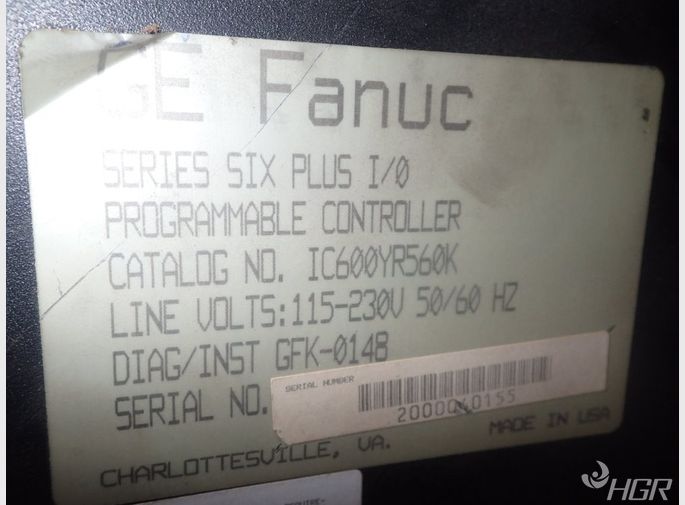 GE Fanuc
SERIES SIX PLUS I/O
PROGRAMMABLE CONTROLLER
CATALOG NO. IC600YR560K
LINE VOLTS:115-230V 50/60 HZ
DIAG/INST GFK-0148
SERIAL NO.
SERIAL NUMBER
2000040155
MADE IN USA
CHARLOTTESVILLE, VA.
HGR